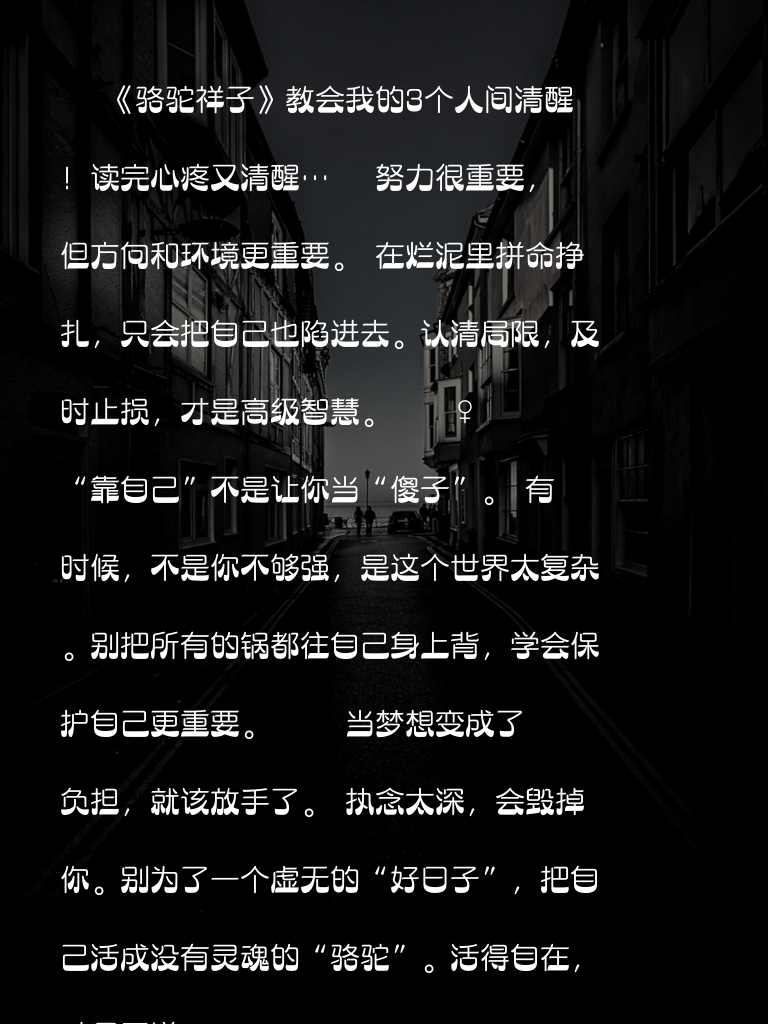 《骆驼祥子》教会我的3个人间清醒
！读完心疼又清醒… 努力很重要，
但方向和环境更重要。 在烂泥里拼命挣
扎，只会把自己也陷进去。认清局限，及
时止损，才是高级智慧。 ♀
“靠自己”不是让你当“傻子”。 有
时候，不是你不够强，是这个世界太复杂
。别把所有的锅都往自己身上背，学会保
护自己更重要。 当梦想变成了
负担，就该放手了。 执念太深，会毁掉
你。别为了一个虚无的“好日子”，把自
己活成没有灵魂的“骆驼”。活得自在，